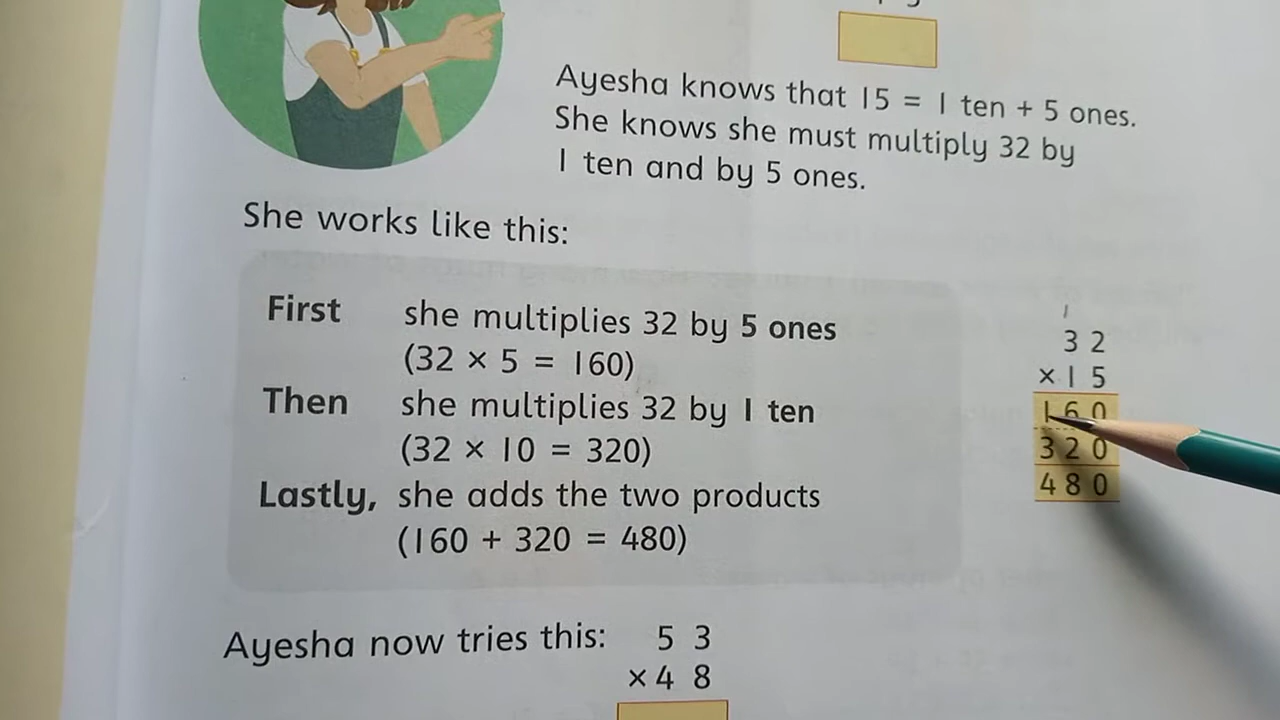 Ayesha knows that 15 = 1 ten + 5 ones.
She knows she must multiply 32 by
1 ten and by 5 ones.
She works like this:
First she multiplies 32 by 5 ones
(32 × 5 = 160)
Then she multiplies 32 by 1 ten
(32 × 10 = 320)
Lastly, she adds the two products
(160 + 320 = 480)
1
3 2
× 1 5
1 6 0
3 2 0
4 8 0
Ayesha now tries this: 5 3
× 4 8